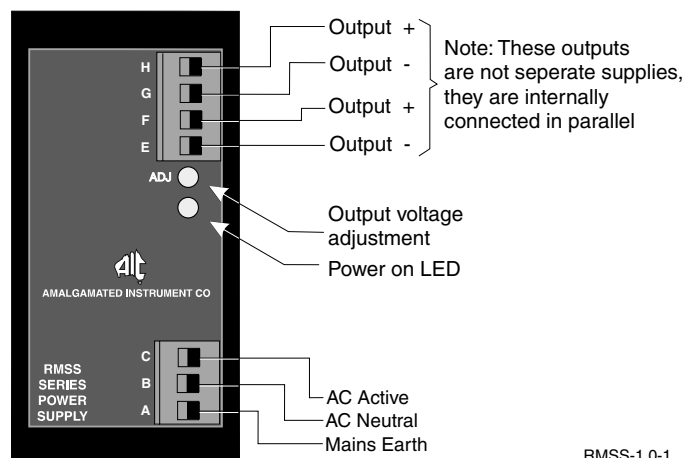 H
G
F
E
ADJ
AIC
AMALGAMATED INSTRUMENT CO
RMSS
SERIES
POWER
SUPPLY
C
B
A
Output +
Output -
Output +
Output -
Note: These outputs
are not seperate supplies,
they are internally
connected in parallel
Output voltage
adjustment
Power on LED
AC Active
AC Neutral
Mains Earth
RMSS-1.0-1